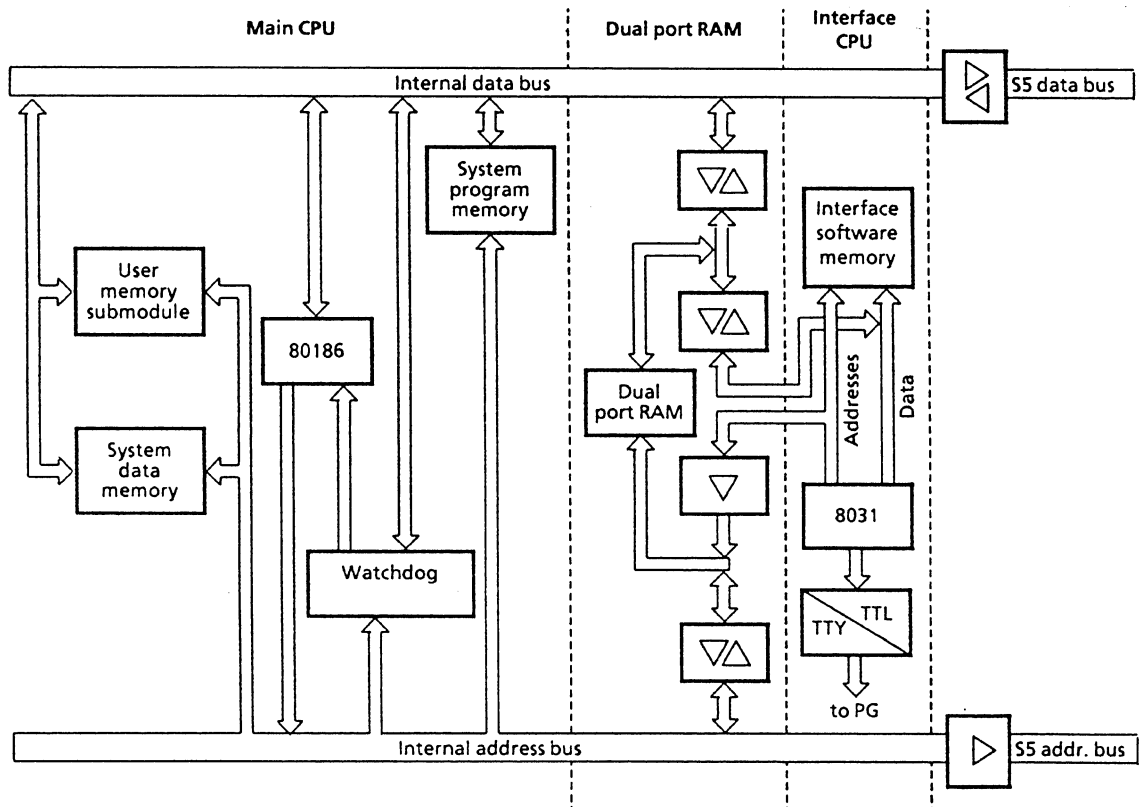 Main CPU
Dual port RAM
Interface
CPU
Internal data bus
S5 data bus
System
program
memory
Interface
software
memory
User
memory
submodule
80186
Dual
port RAM
Addresses
Data
System
data
memory
8031
Watchdog
TTY
TTL
to PG
Internal address bus
S5 addr. bus